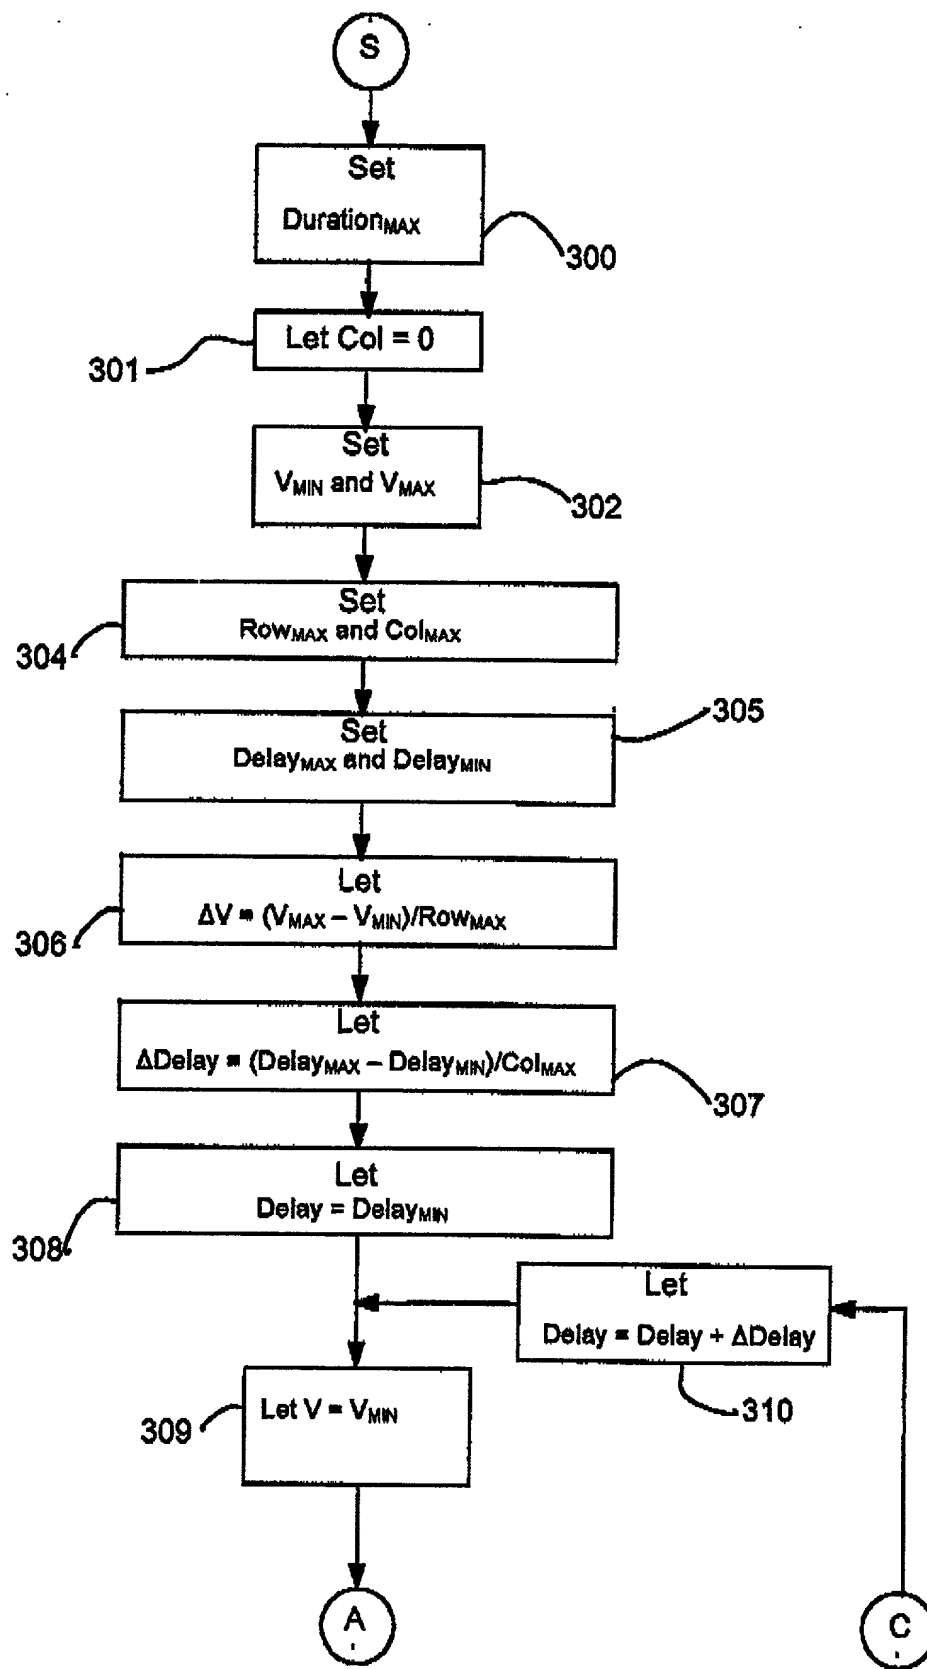 S
Set
DurationMAX
300
Let Col = 0
301
Set
VMIN and VMAX
302
Set
RowMAX and ColMAX
304
Set
DelayMAX and DelayMIN
305
Let
ΔV = (VMAX – VMIN)/RowMAX
306
Let
ΔDelay = (DelayMAX – DelayMIN)/ColMAX
307
Let
Delay = DelayMIN
308
Let
Delay = Delay + ΔDelay
310
Let V = VMIN
309
A
C